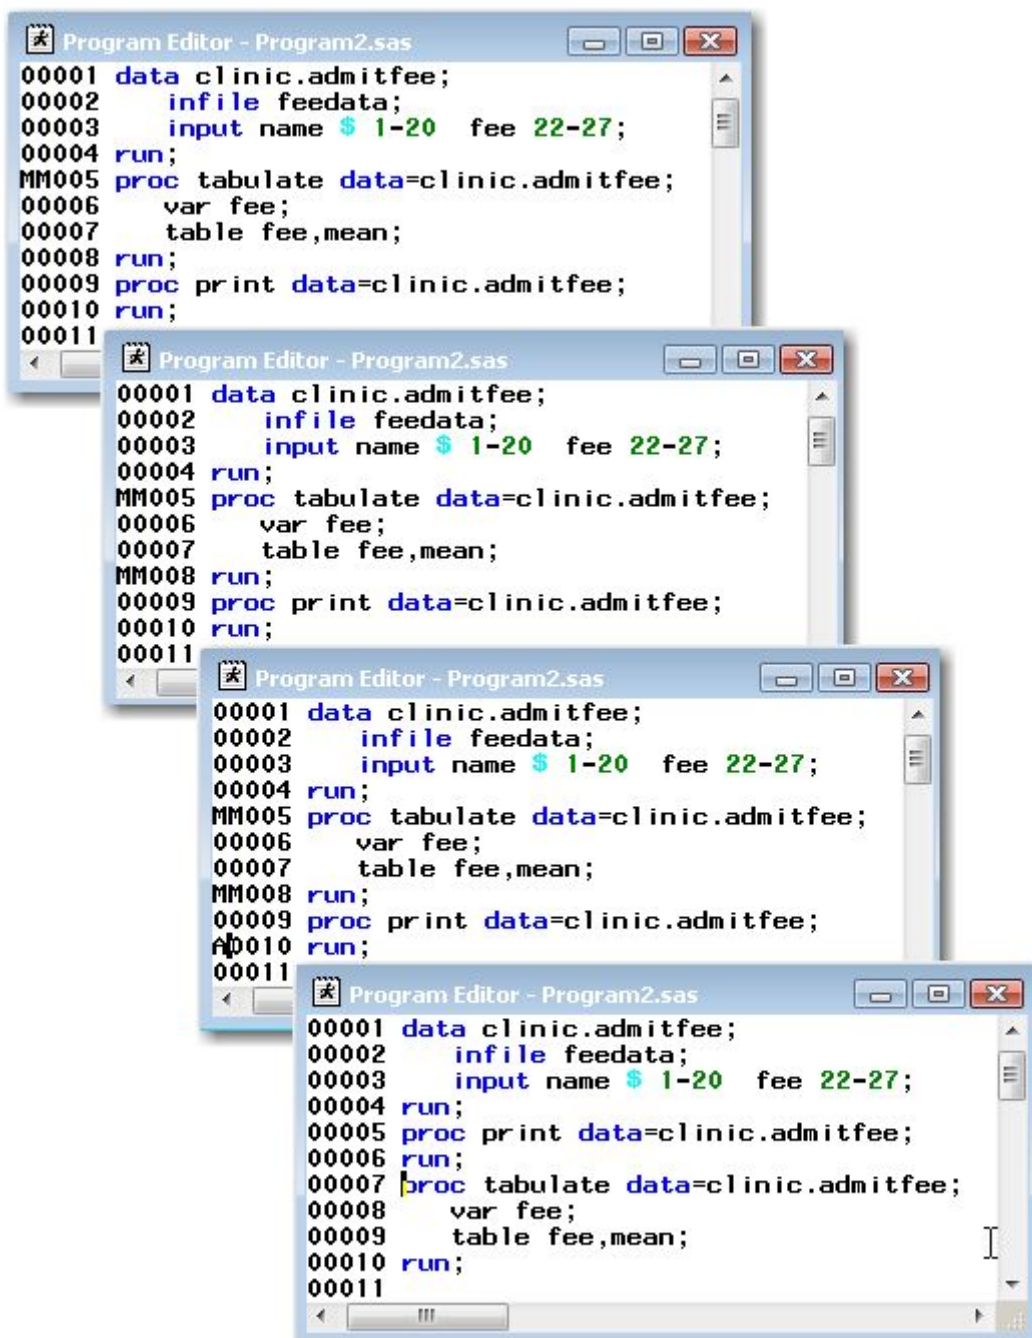 Program Editor - Program2.sas
00001 data clinic.admitfee;
00002 infile feedata;
00003 input name $ 1-20 fee 22-27;
00004 run;
MM005 proc tabulate data=clinic.admitfee;
00006 var fee;
00007 table fee,mean;
00008 run;
00009 proc print data=clinic.admitfee;
00010 run;
00011
Program Editor - Program2.sas
00001 data clinic.admitfee;
00002 infile feedata;
00003 input name $ 1-20 fee 22-27;
00004 run;
MM005 proc tabulate data=clinic.admitfee;
00006 var fee;
00007 table fee,mean;
MM008 run;
00009 proc print data=clinic.admitfee;
00010 run;
00011
Program Editor - Program2.sas
00001 data clinic.admitfee;
00002 infile feedata;
00003 input name $ 1-20 fee 22-27;
00004 run;
MM005 proc tabulate data=clinic.admitfee;
00006 var fee;
00007 table fee,mean;
MM008 run;
00009 proc print data=clinic.admitfee;
A0010 run;
00011
Program Editor - Program2.sas
00001 data clinic.admitfee;
00002 infile feedata;
00003 input name $ 1-20 fee 22-27;
00004 run;
00005 proc print data=clinic.admitfee;
00006 run;
00007 proc tabulate data=clinic.admitfee;
00008 var fee;
00009 table fee,mean;
00010 run;
00011